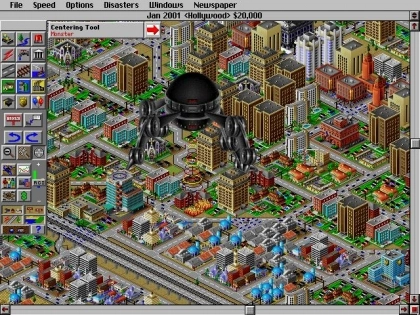 File Speed Options Disasters Windows Newspaper
Jan 2001 <Hollywood> $20,000
Centering Tool
Monster